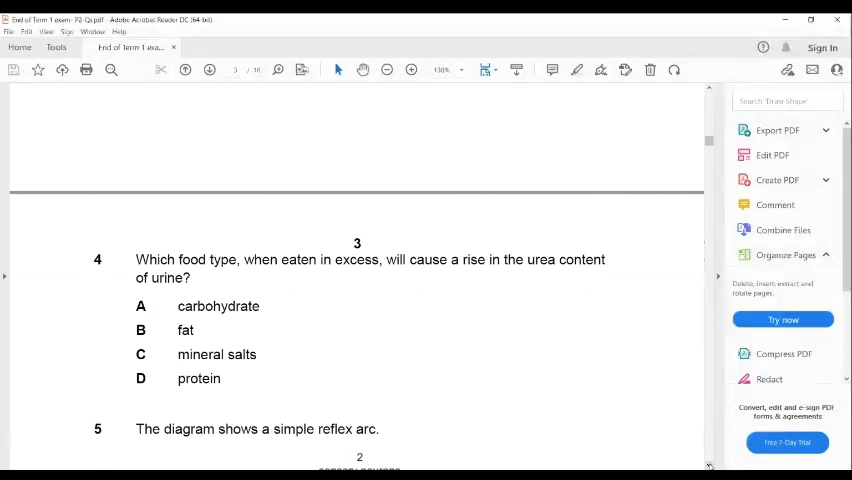 End of Term 1 exam- P2-Qs.pdf - Adobe Acrobat Reader DC (64-bit)
File Edit View Sign Window Help
Home Tools End of Term 1 exa... × Sign In
3 / 16 130%
Search 'Draw Shape'
Export PDF
Edit PDF
Create PDF
Comment
Combine Files
Organize Pages
Delete, insert, extract and
rotate pages.
Try now
Compress PDF
Redact
Convert, edit and e-sign PDF
forms & agreements
Free 7-Day Trial
3
4 Which food type, when eaten in excess, will cause a rise in the urea content
of urine?
A carbohydrate
B fat
C mineral salts
D protein
5 The diagram shows a simple reflex arc.
2